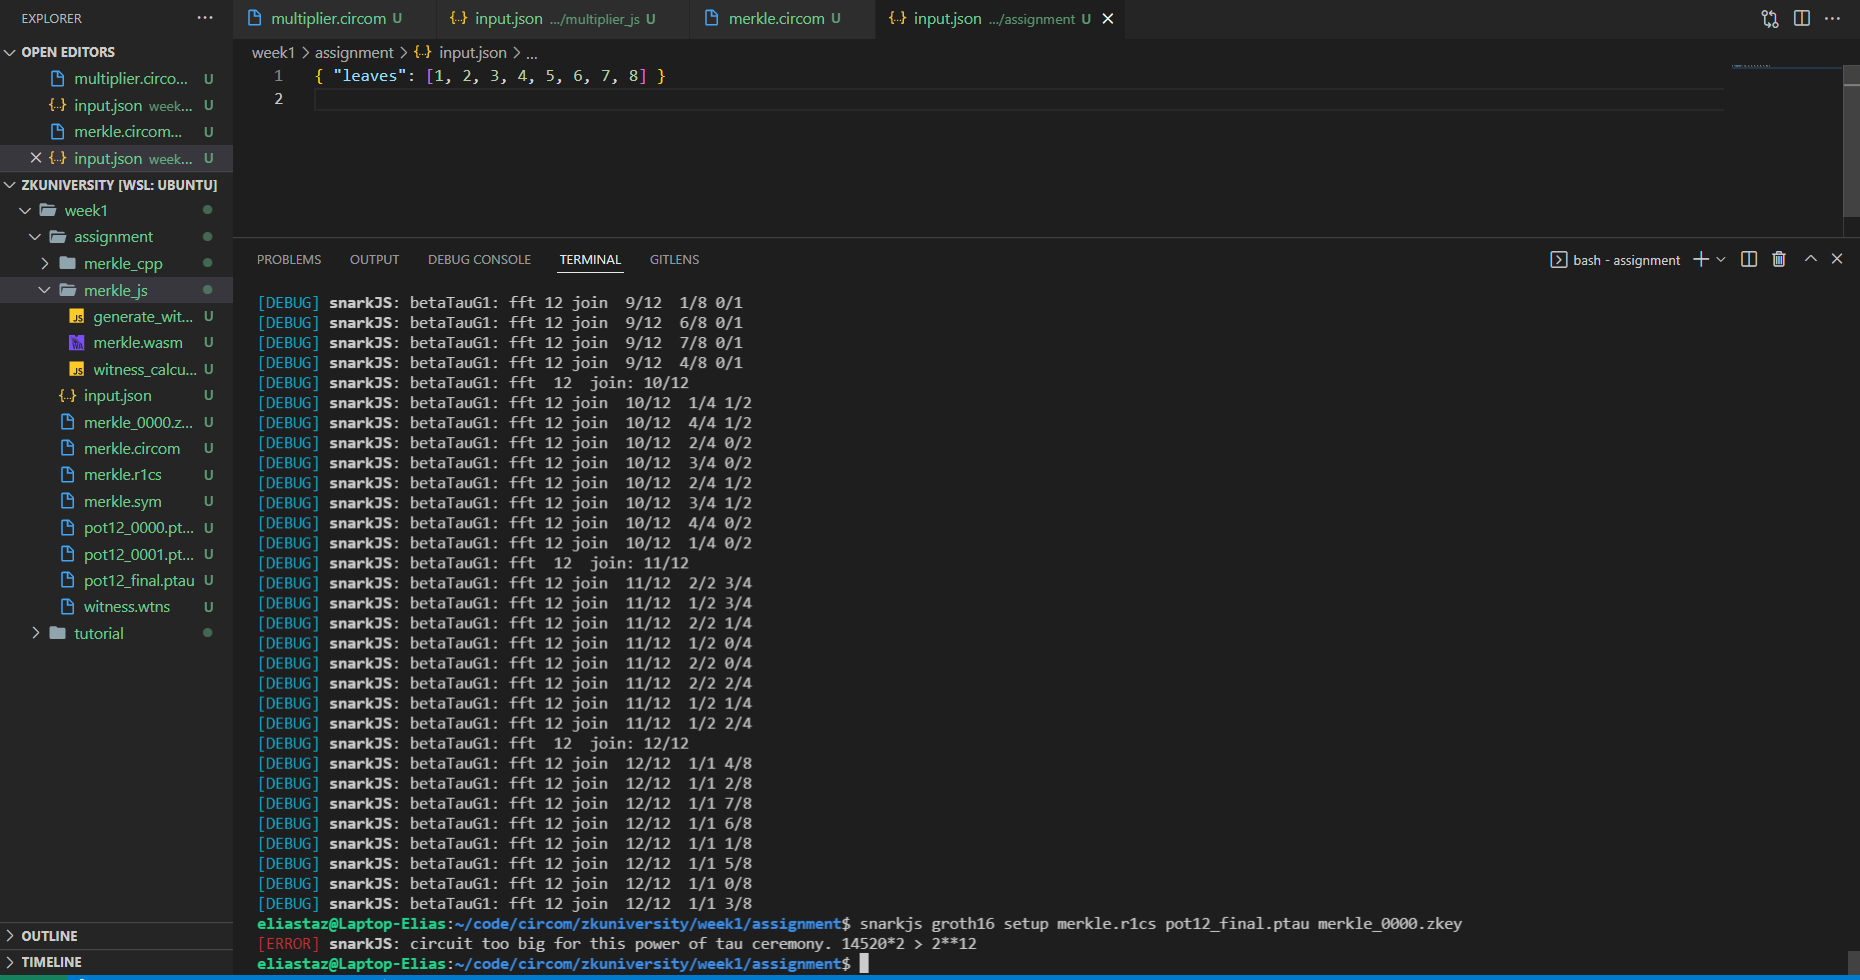 EXPLORER ...
OPEN EDITORS
multiplier.circo... U
input.json week... U
merkle.circom... U
input.json week... U
ZKUNIVERSITY [WSL: UBUNTU]
week1
assignment
merkle_cpp
merkle_js
generate_wit... U
merkle.wasm U
witness_calcu... U
input.json U
merkle_0000.z... U
merkle.circom U
merkle.r1cs U
merkle.sym U
pot12_0000.pt... U
pot12_0001.pt... U
pot12_final.ptau U
witness.wtns U
tutorial
OUTLINE
TIMELINE
multiplier.circom U
input.json .../multiplier_js U
merkle.circom U
input.json .../assignment U
week1 > assignment > {..} input.json > ...
1 { "leaves": [1, 2, 3, 4, 5, 6, 7, 8] }
2
PROBLEMS OUTPUT DEBUG CONSOLE TERMINAL GITLENS
bash - assignment
[DEBUG] snarkJS: betaTauG1: fft 12 join 9/12 1/8 0/1
[DEBUG] snarkJS: betaTauG1: fft 12 join 9/12 6/8 0/1
[DEBUG] snarkJS: betaTauG1: fft 12 join 9/12 7/8 0/1
[DEBUG] snarkJS: betaTauG1: fft 12 join 9/12 4/8 0/1
[DEBUG] snarkJS: betaTauG1: fft 12 join: 10/12
[DEBUG] snarkJS: betaTauG1: fft 12 join 10/12 1/4 1/2
[DEBUG] snarkJS: betaTauG1: fft 12 join 10/12 4/4 1/2
[DEBUG] snarkJS: betaTauG1: fft 12 join 10/12 2/4 0/2
[DEBUG] snarkJS: betaTauG1: fft 12 join 10/12 3/4 0/2
[DEBUG] snarkJS: betaTauG1: fft 12 join 10/12 2/4 1/2
[DEBUG] snarkJS: betaTauG1: fft 12 join 10/12 3/4 1/2
[DEBUG] snarkJS: betaTauG1: fft 12 join 10/12 4/4 0/2
[DEBUG] snarkJS: betaTauG1: fft 12 join 10/12 1/4 0/2
[DEBUG] snarkJS: betaTauG1: fft 12 join: 11/12
[DEBUG] snarkJS: betaTauG1: fft 12 join 11/12 2/2 3/4
[DEBUG] snarkJS: betaTauG1: fft 12 join 11/12 1/2 3/4
[DEBUG] snarkJS: betaTauG1: fft 12 join 11/12 2/2 1/4
[DEBUG] snarkJS: betaTauG1: fft 12 join 11/12 1/2 0/4
[DEBUG] snarkJS: betaTauG1: fft 12 join 11/12 2/2 0/4
[DEBUG] snarkJS: betaTauG1: fft 12 join 11/12 2/2 2/4
[DEBUG] snarkJS: betaTauG1: fft 12 join 11/12 1/2 1/4
[DEBUG] snarkJS: betaTauG1: fft 12 join 11/12 1/2 2/4
[DEBUG] snarkJS: betaTauG1: fft 12 join: 12/12
[DEBUG] snarkJS: betaTauG1: fft 12 join 12/12 1/1 4/8
[DEBUG] snarkJS: betaTauG1: fft 12 join 12/12 1/1 2/8
[DEBUG] snarkJS: betaTauG1: fft 12 join 12/12 1/1 7/8
[DEBUG] snarkJS: betaTauG1: fft 12 join 12/12 1/1 6/8
[DEBUG] snarkJS: betaTauG1: fft 12 join 12/12 1/1 1/8
[DEBUG] snarkJS: betaTauG1: fft 12 join 12/12 1/1 5/8
[DEBUG] snarkJS: betaTauG1: fft 12 join 12/12 1/1 0/8
[DEBUG] snarkJS: betaTauG1: fft 12 join 12/12 1/1 3/8
eliastaz@Laptop-Elias:~/code/circom/zkuniversity/week1/assignment$ snarkjs groth16 setup merkle.r1cs pot12_final.ptau merkle_0000.zkey
[ERROR] snarkJS: circuit too big for this power of tau ceremony. 14520*2 > 2**12
eliastaz@Laptop-Elias:~/code/circom/zkuniversity/week1/assignment$